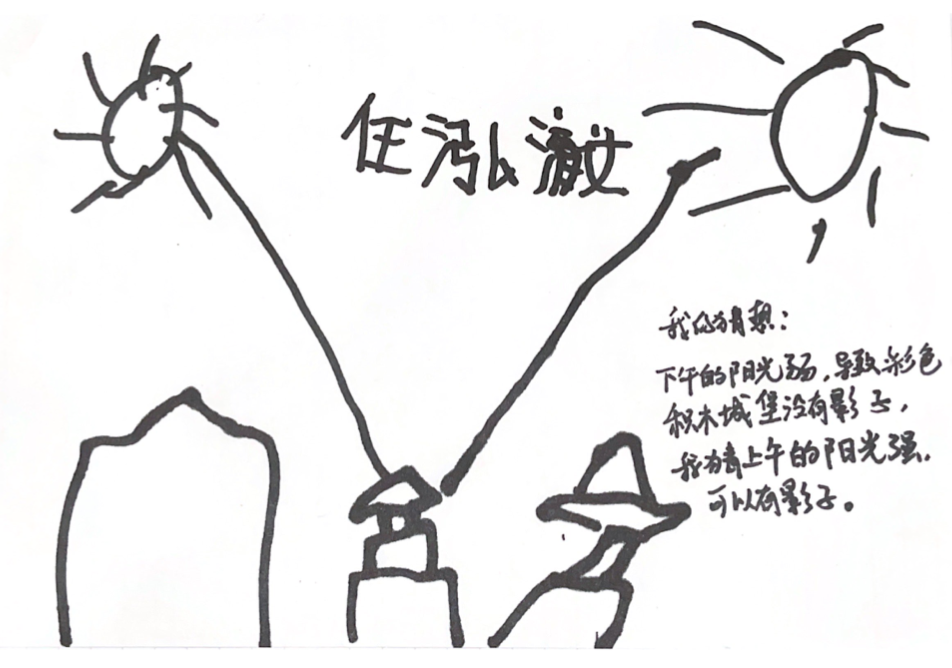 任泓澈
我的猜想：
下午的阳光弱，导致彩色
积木城堡没有影子，
我猜上午的阳光强，
可以有影子。